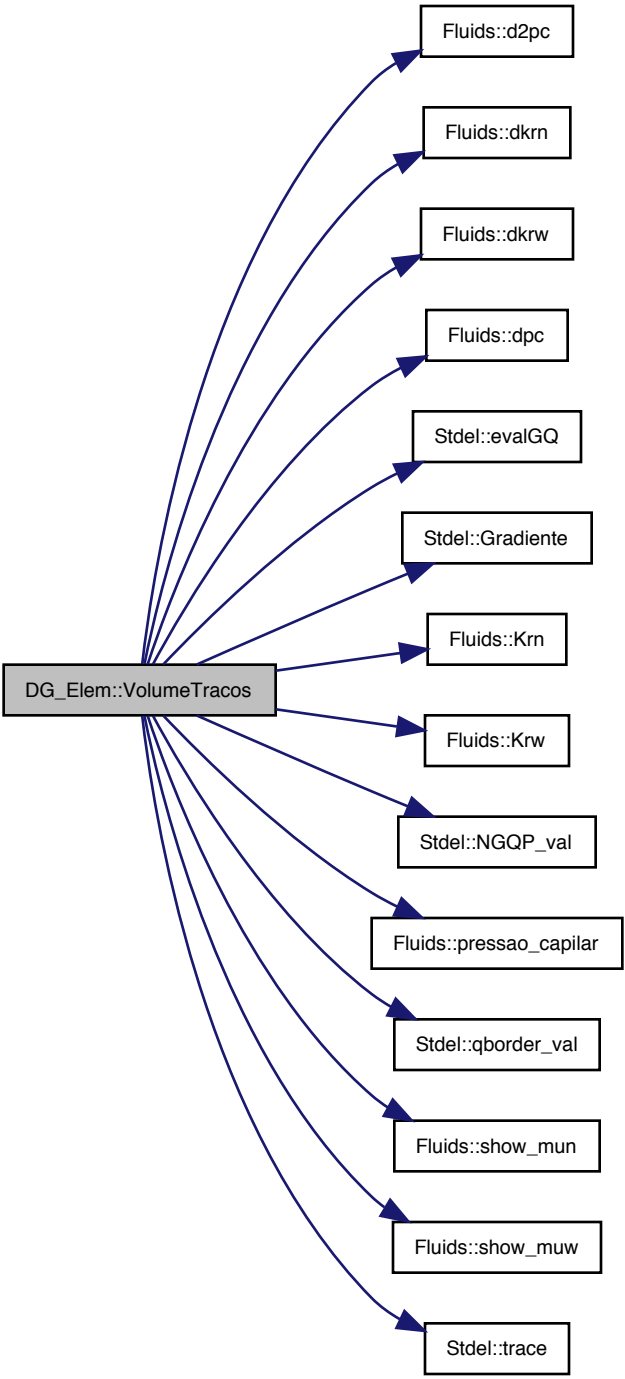 Fluids::d2pc
Fluids::dkrn
Fluids::dkrw
Fluids::dpc
Stdel::evalGQ
Stdel::Gradiente
Fluids::Krn
DG_Elem::VolumeTracos
Fluids::Krw
Stdel::NGQP_val
Fluids::pressao_capilar
Stdel::qborder_val
Fluids::show_mun
Fluids::show_muw
Stdel::trace